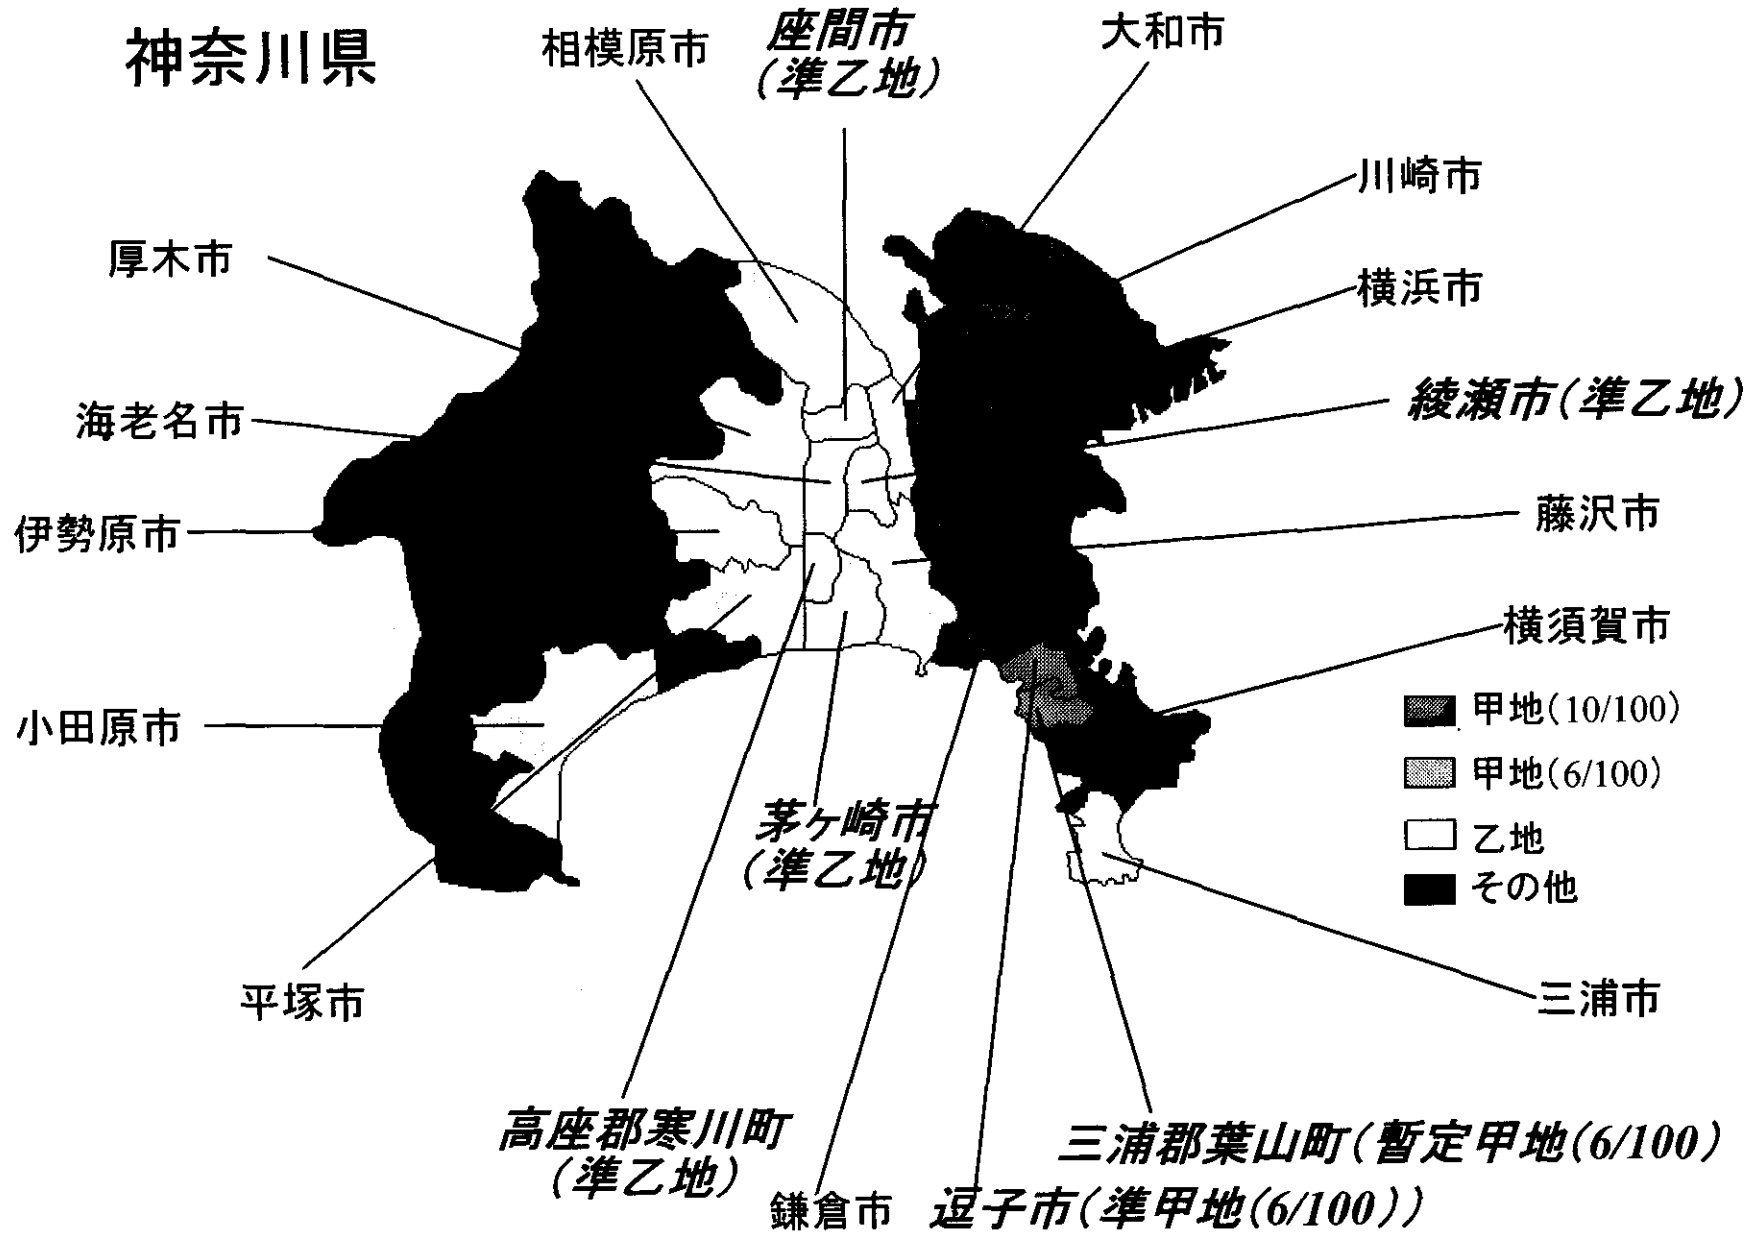 神奈川県
相模原市
座間市
(準乙地)
大和市
川崎市
厚木市
横浜市
海老名市
綾瀬市(準乙地)
伊勢原市
藤沢市
横須賀市
小田原市
甲地(10/100)
甲地(6/100)
乙地
その他
茅ヶ崎市
(準乙地)
平塚市
三浦市
高座郡寒川町
(準乙地)
三浦郡葉山町(暫定甲地(6/100)
鎌倉市
逗子市(準甲地(6/100))